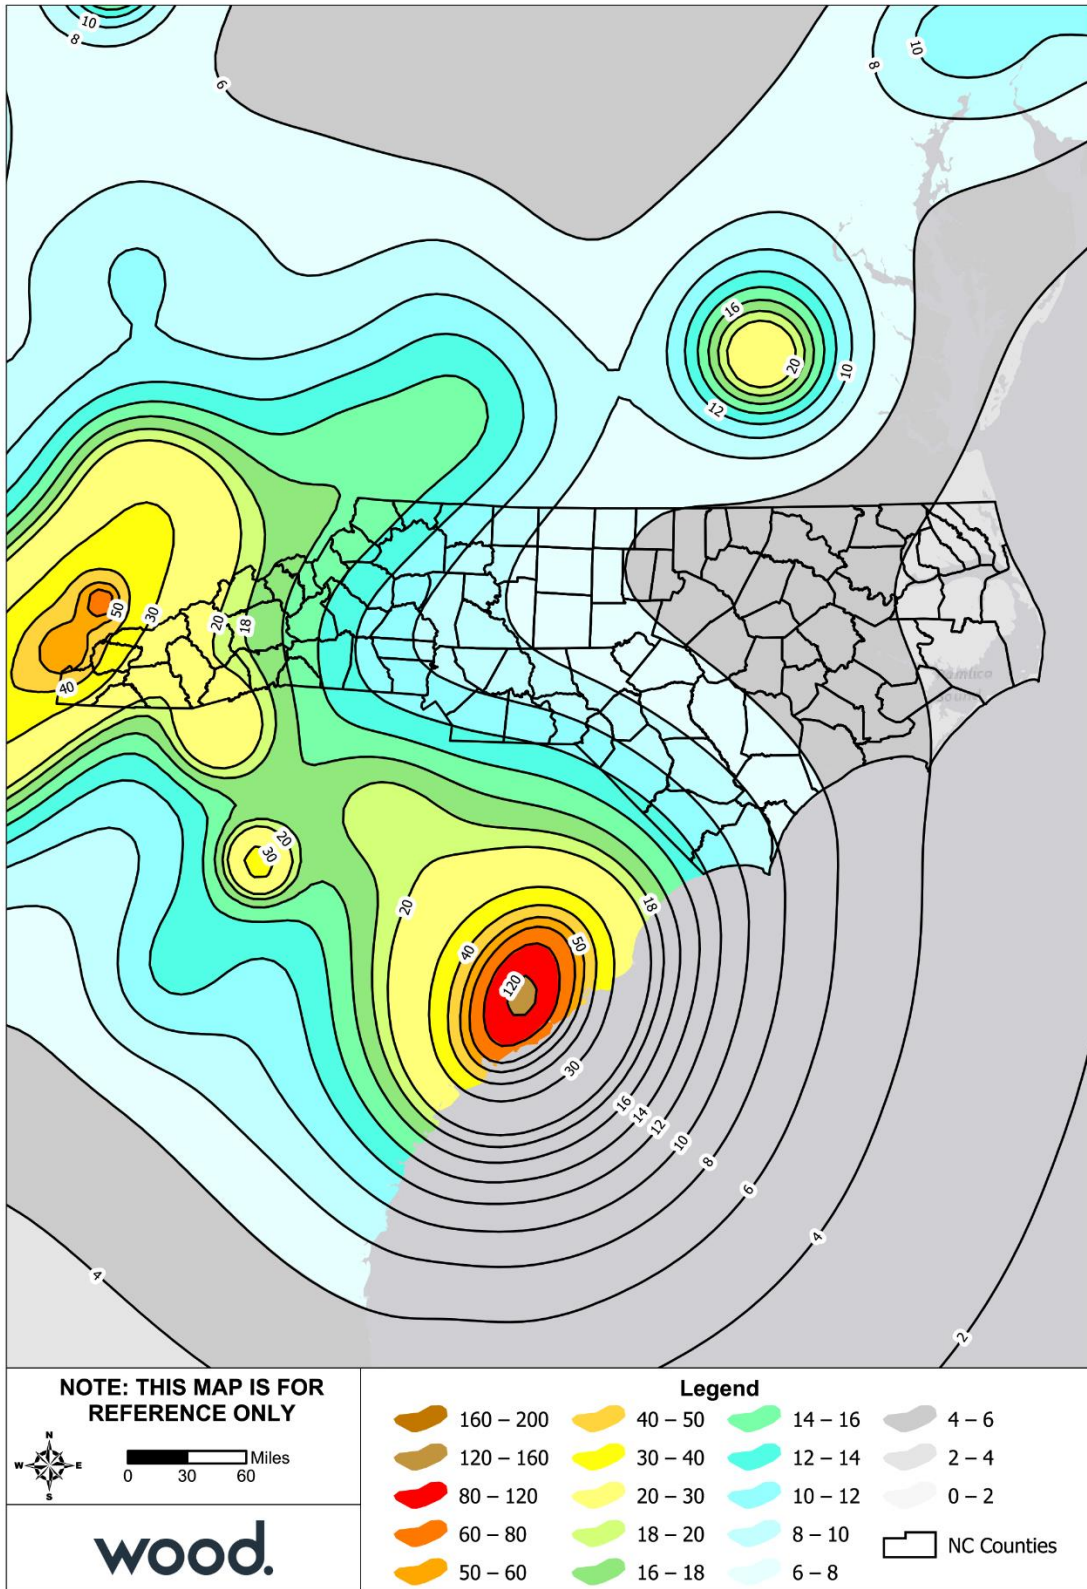 10
8
6
10
8
16
20
10
12
50
30
20
18
40
Pamlico
Sound
20
30
20
18
40
50
120
30
16
14
12
10
8
6
4
4
2
NOTE: THIS MAP IS FOR
REFERENCE ONLY
N
W E
S
Miles
0 30 60
wood.
Legend
160 – 200
120 – 160
80 – 120
60 – 80
50 – 60
40 – 50
30 – 40
20 – 30
18 – 20
16 – 18
14 – 16
12 – 14
10 – 12
8 – 10
6 – 8
4 – 6
2 – 4
0 – 2
NC Counties